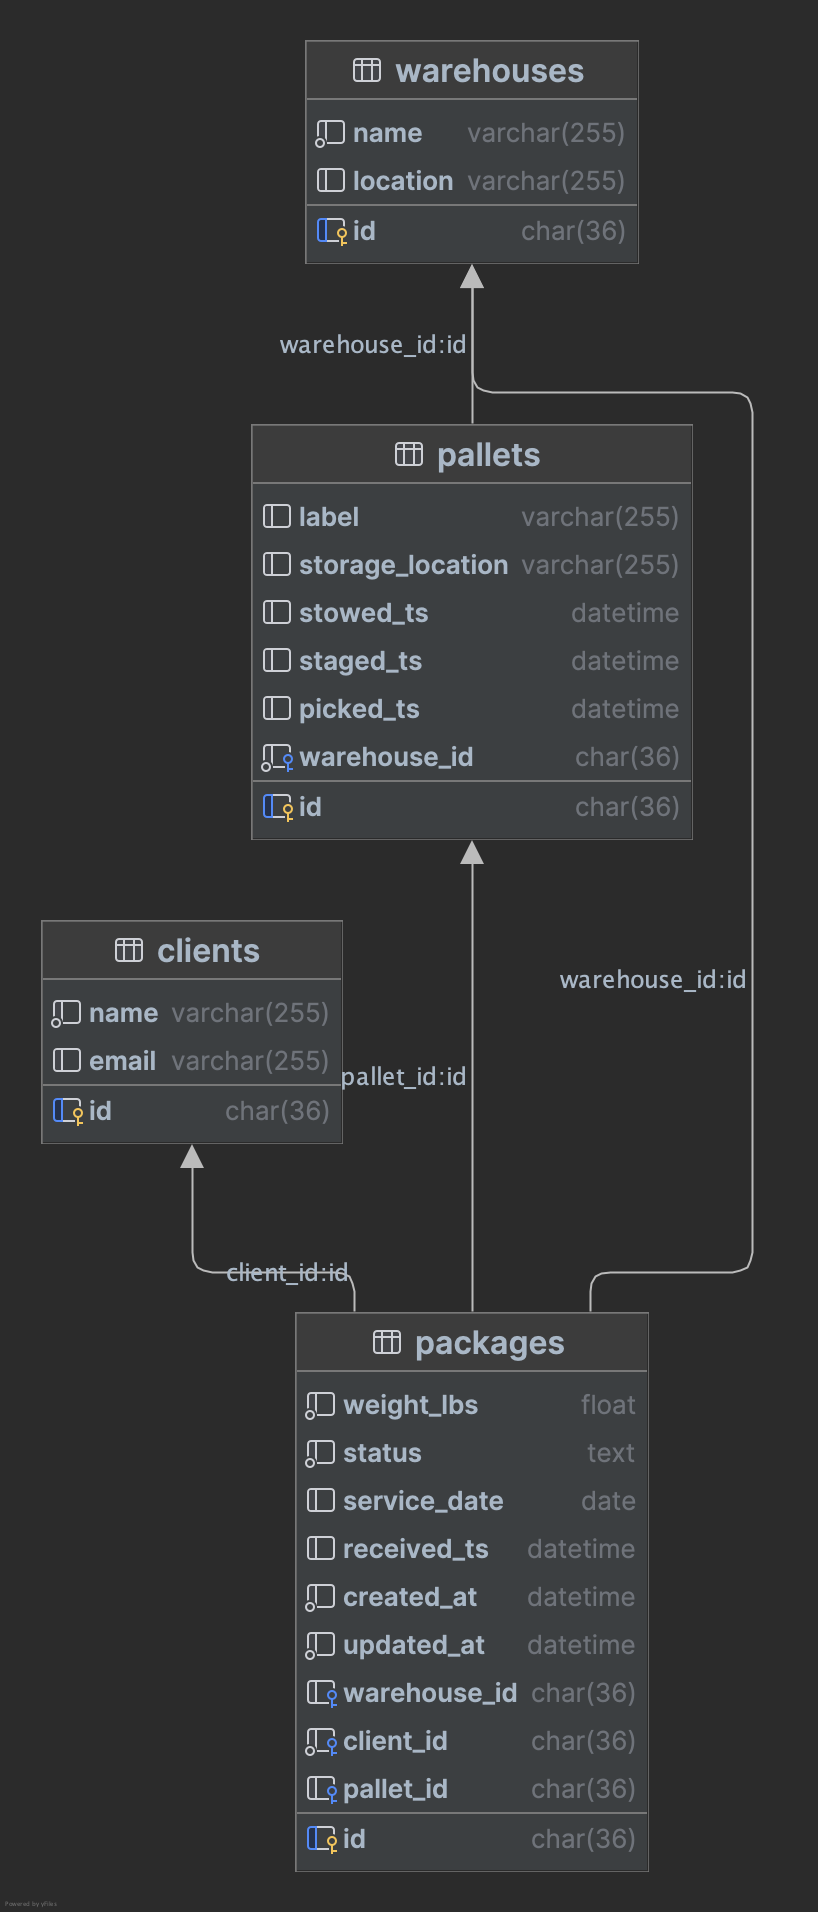 warehouses
name varchar(255)
location varchar(255)
id char(36)
warehouse_id:id
pallets
label varchar(255)
storage_location varchar(255)
stowed_ts datetime
staged_ts datetime
picked_ts datetime
warehouse_id char(36)
id char(36)
clients
name varchar(255)
email varchar(255)
id char(36)
warehouse_id:id
pallet_id:id
client_id:id
packages
weight_lbs float
status text
service_date date
received_ts datetime
created_at datetime
updated_at datetime
warehouse_id char(36)
client_id char(36)
pallet_id char(36)
id char(36)
Powered by yFiles